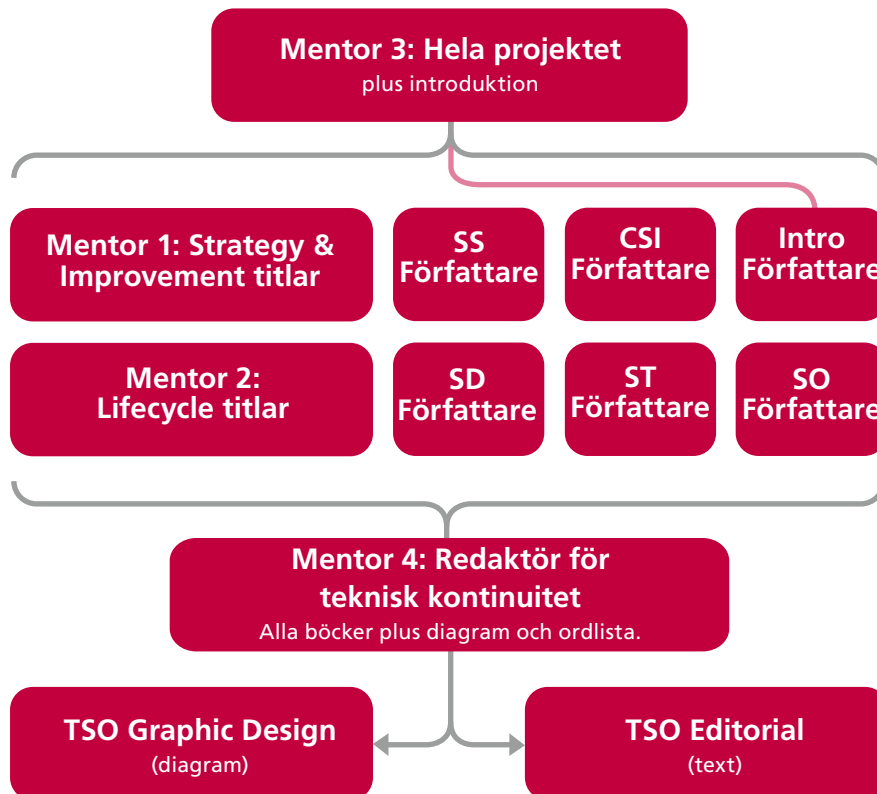 Mentor 3: Hela projektet
plus introduktion
Mentor 1: Strategy &
Improvement titlar
SS
Författare
CSI
Författare
Intro
Författare
Mentor 2:
Lifecycle titlar
SD
Författare
ST
Författare
SO
Författare
Mentor 4: Redaktör för
teknisk kontinuitet
Alla böcker plus diagram och ordlista.
TSO Graphic Design
(diagram)
TSO Editorial
(text)